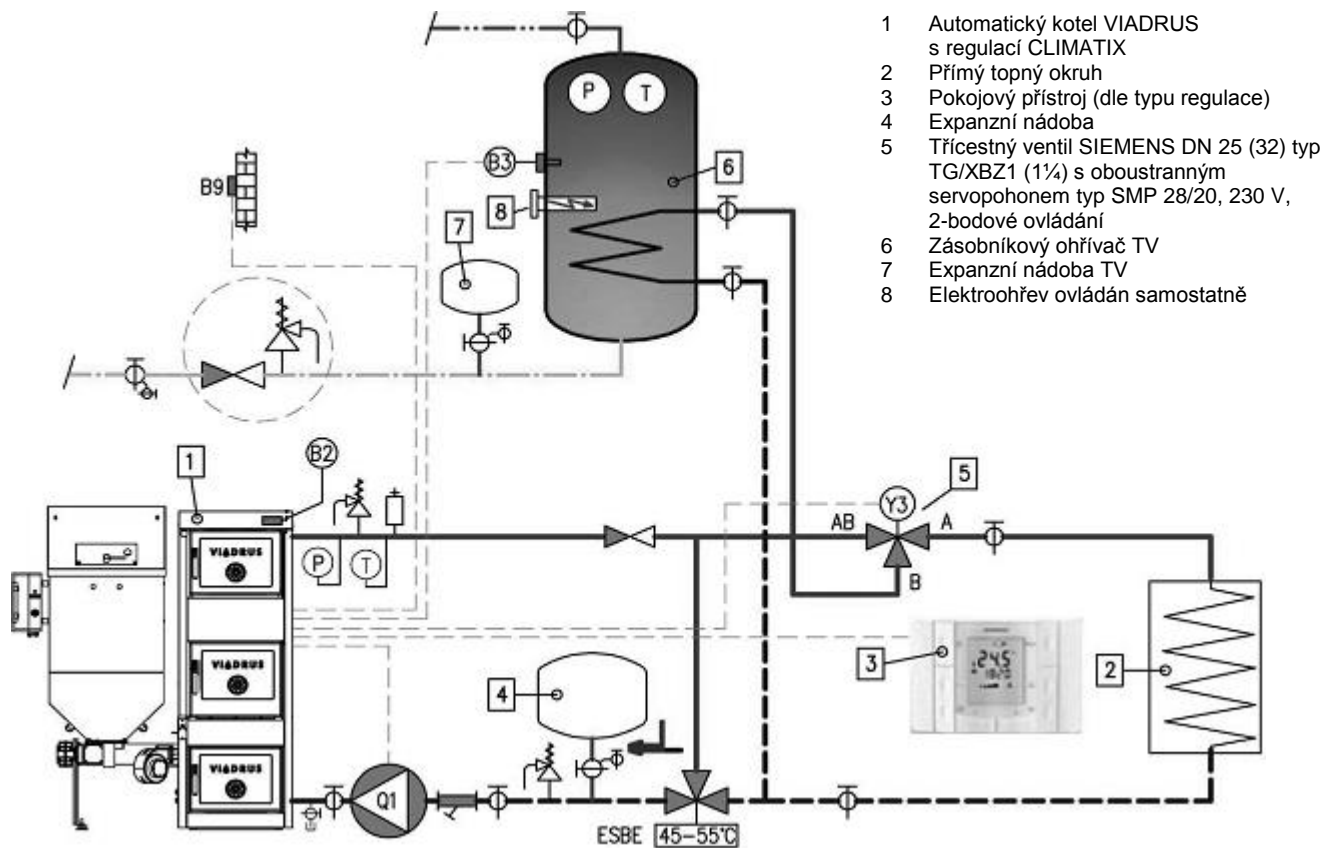 1 Automatický kotel VIADRUS
s regulací CLIMATIX
2 Přímý topný okruh
3 Pokojový přístroj (dle typu regulace)
4 Expanzní nádoba
5 Třícestný ventil SIEMENS DN 25 (32) typ
TG/XBZ1 (1¼) s oboustranným
servopohonem typ SMP 28/20, 230 V,
2-bodové ovládání
6 Zásobníkový ohřívač TV
7 Expanzní nádoba TV
8 Elektroohřev ovládán samostatně
P T
B3
B9
6
8
7
1
B2
5
Y3
AB A
B
P T
VIADRUS
VIADRUS
VIADRUS
3
24.5
2
4
Q1
ESBE 45-55°C